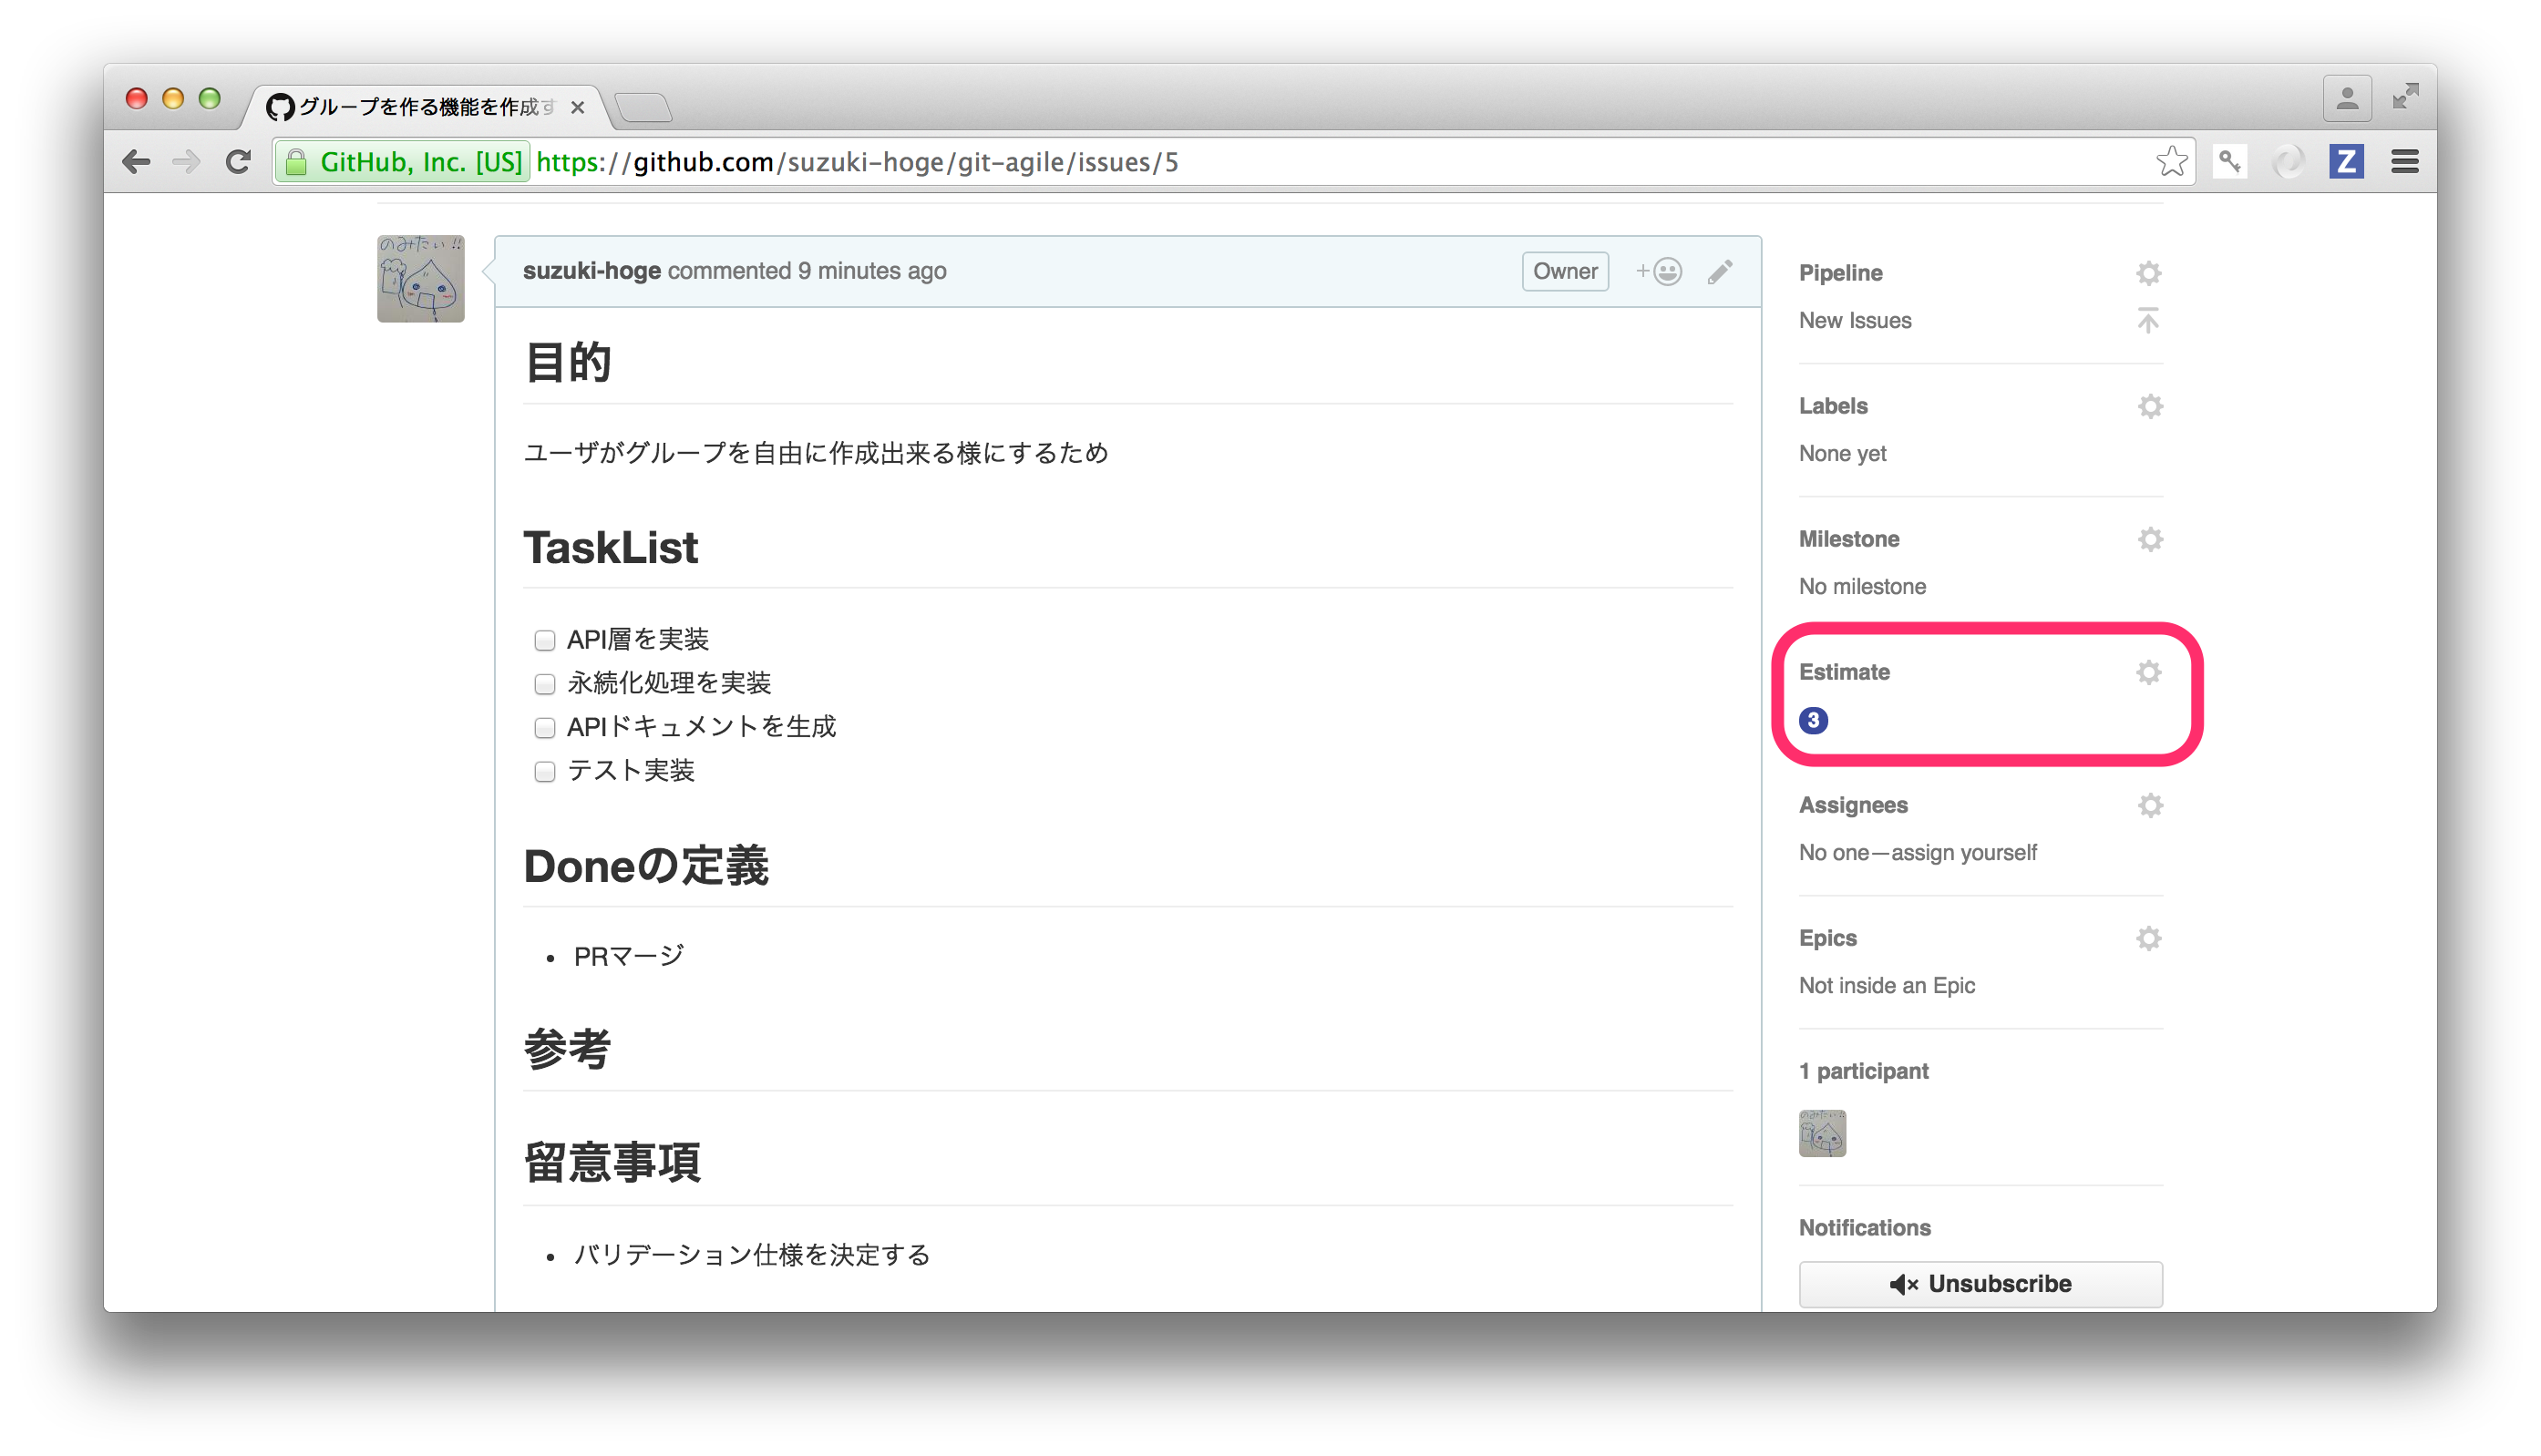 グループを作る機能を作成す
GitHub, Inc. [US] https://github.com/suzuki-hoge/git-agile/issues/5
Z
のみたい!!
suzuki-hoge commented 9 minutes ago
Owner
目的
ユーザがグループを自由に作成出来る様にするため
TaskList
API層を実装
永続化処理を実装
APIドキュメントを生成
テスト実装
Doneの定義
• PRマージ
参考
留意事項
• バリデーション仕様を決定する
Pipeline
New Issues
Labels
None yet
Milestone
No milestone
Estimate
3
Assignees
No one—assign yourself
Epics
Not inside an Epic
1 participant
のみたい!!
Notifications
Unsubscribe